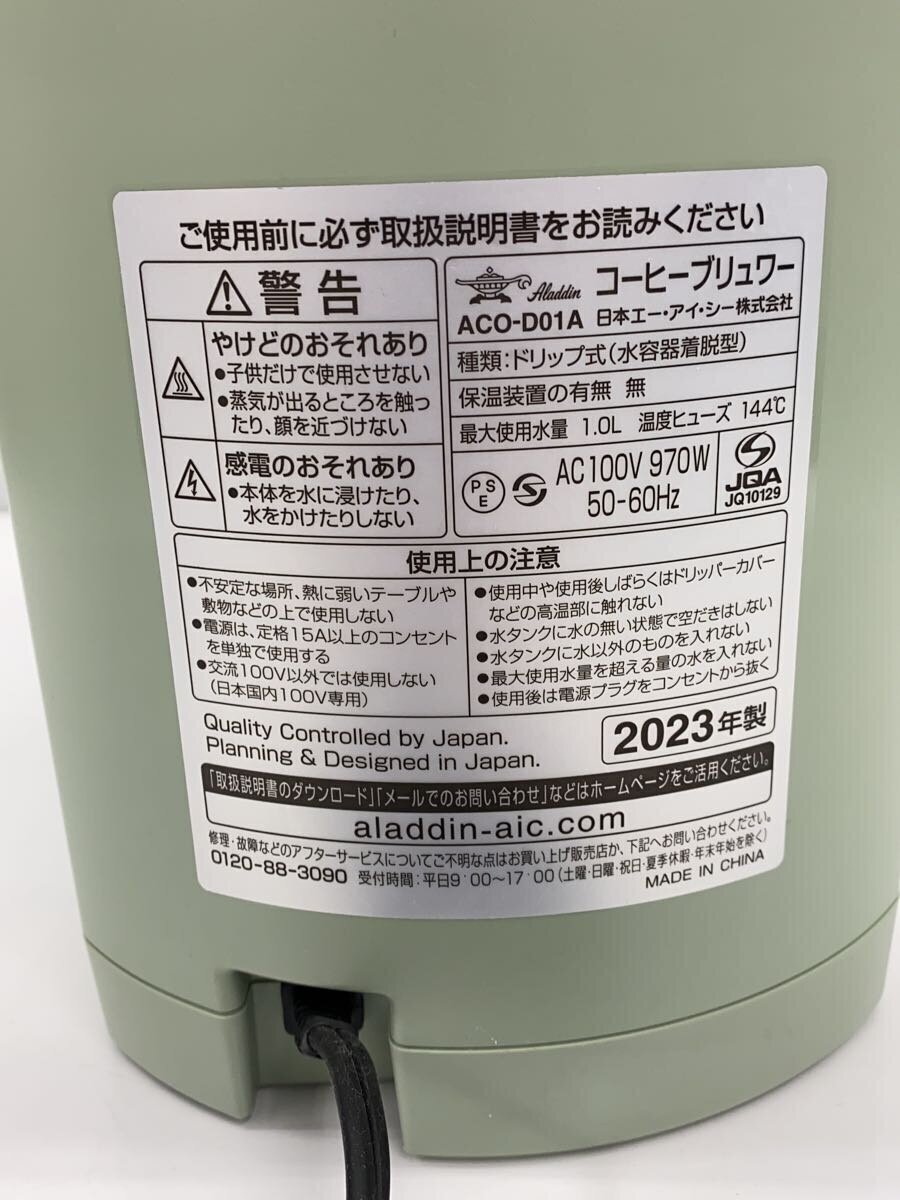 ご使用前に必ず取扱説明書をお読みください
警告
やけどのおそれあり
●子供だけで使用させない
●蒸気が出るところを触っ
たり、顔を近づけない
感電のおそれあり
●本体を水に浸けたり、
水をかけたりしない
Aladdin コーヒーブリュワー
ACO-D01A 日本エー・アイ・シー株式会社
種類:ドリップ式(水容器着脱型)
保温装置の有無 無
最大使用水量 1.0L 温度ヒューズ 144℃
PSE
AC100V 970W
50-60Hz
JQA
JQ10129
使用上の注意
●不安定な場所、熱に弱いテーブルや
敷物などの上で使用しない
●電源は、定格15A以上のコンセント
を単独で使用する
●交流100V以外では使用しない
(日本国内100V専用)
●使用中や使用後しばらくはドリッパーカバー
などの高温部に触れない
●水タンクに水の無い状態で空だきはしない
●水タンクに水以外のものを入れない
●最大使用水量を超える量の水を入れない
●使用後は電源プラグをコンセントから抜く
Quality Controlled by Japan.
Planning & Designed in Japan.
2023年製
「取扱説明書のダウンロード」「メールでのお問い合わせ」などはホームページをご活用ください。
aladdin-aic.com
修理・故障などのアフターサービスについてご不明な点はお買い上げ販売店か、下記へお問い合わせください。
0120-88-3090 受付時間:平日9:00〜17:00(土曜・日曜・祝日・夏季休暇・年末年始を除く)
MADE IN CHINA